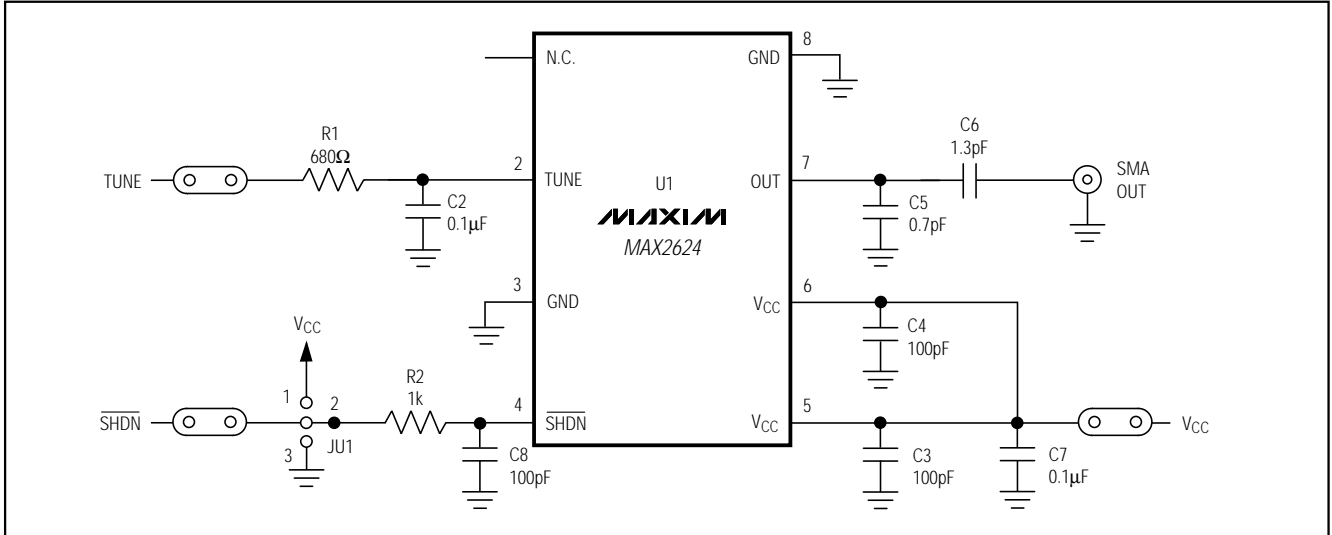 8
N.C.
GND
R1
680Ω
C6
1.3pF
2
7
SMA
OUT
TUNE
TUNE
U1
OUT
C2
0.1μF
MAXIM
MAX2624
C5
0.7pF
3
GND
6
VCC
VCC
C4
100pF
R2
1k
1
2
4
5
SHDN
SHDN
VCC
VCC
3
JU1
C8
100pF
C3
100pF
C7
0.1μF